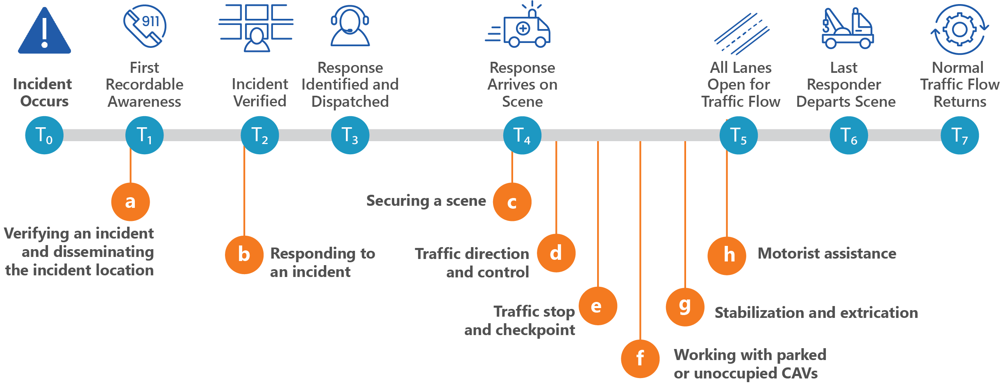 911
Incident
Occurs
First
Recordable
Awareness
Incident
Verified
Response
Identified and
Dispatched
Response
Arrives on
Scene
All Lanes
Open for
Traffic Flow
Last
Responder
Departs Scene
Normal
Traffic Flow
Returns
T0
T1
T2
T3
T4
T5
T6
T7
a
Verifying an incident
and disseminating
the incident location
b
Responding to
an incident
Securing a scene
c
Traffic direction
and control
d
Traffic stop
and checkpoint
e
f
Working with parked
or unoccupied CAVs
g
Stabilization and extrication
h
Motorist assistance